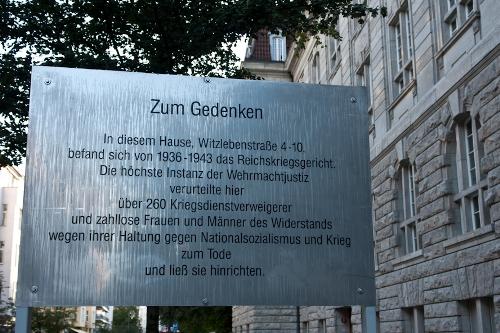 Zum Gedenken
In diesem Hause, Witzlebenstraße 4-10.
befand sich von 1936-1943 das Reichskriegsgericht.
Die höchste Instanz der Wehrmachtjustiz
verurteilte hier
über 260 Kriegsdienstverweigerer
und zahllose Frauen und Männer des Widerstands
wegen ihrer Haltung gegen Nationalsozialismus und Krieg
zum Tode
und ließ sie hinrichten.